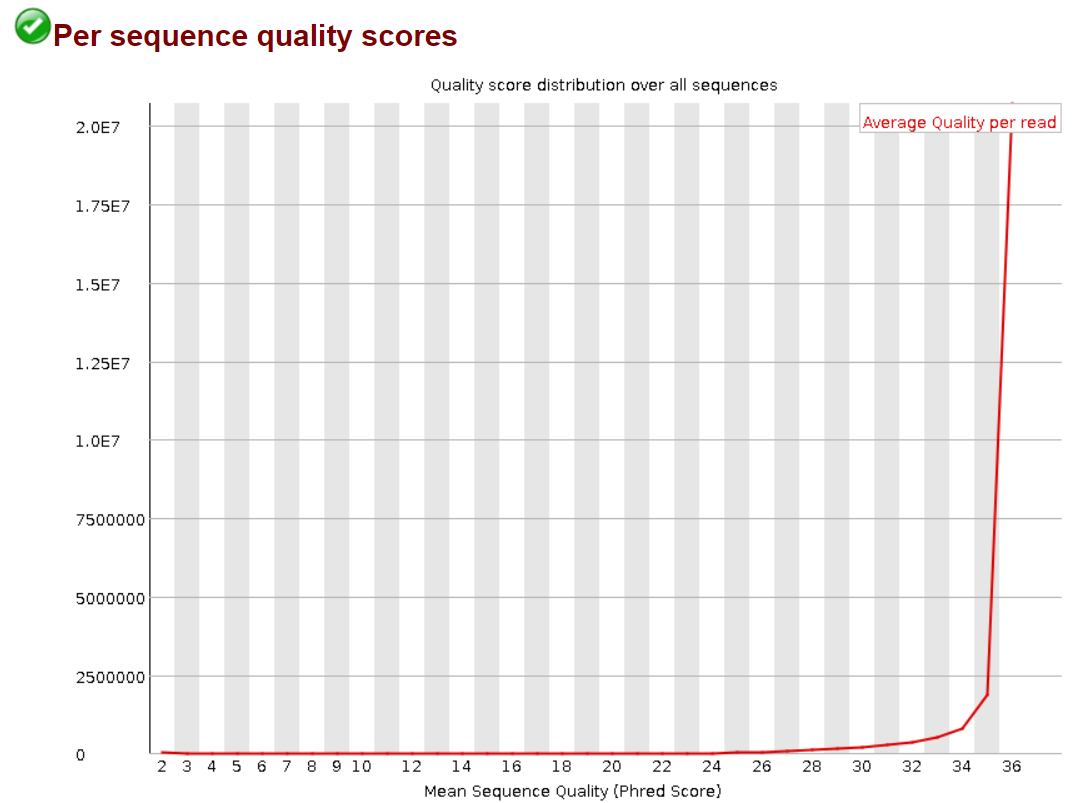 Per sequence quality scores
Quality score distribution over all sequences
Average Quality per read
2.0E7
1.75E7
1.5E7
1.25E7
1.0E7
7500000
5000000
2500000
0
2 3 4 5 6 7 8 9 10 12 14 16 18 20 22 24 26 28 30 32 34 36
Mean Sequence Quality (Phred Score)